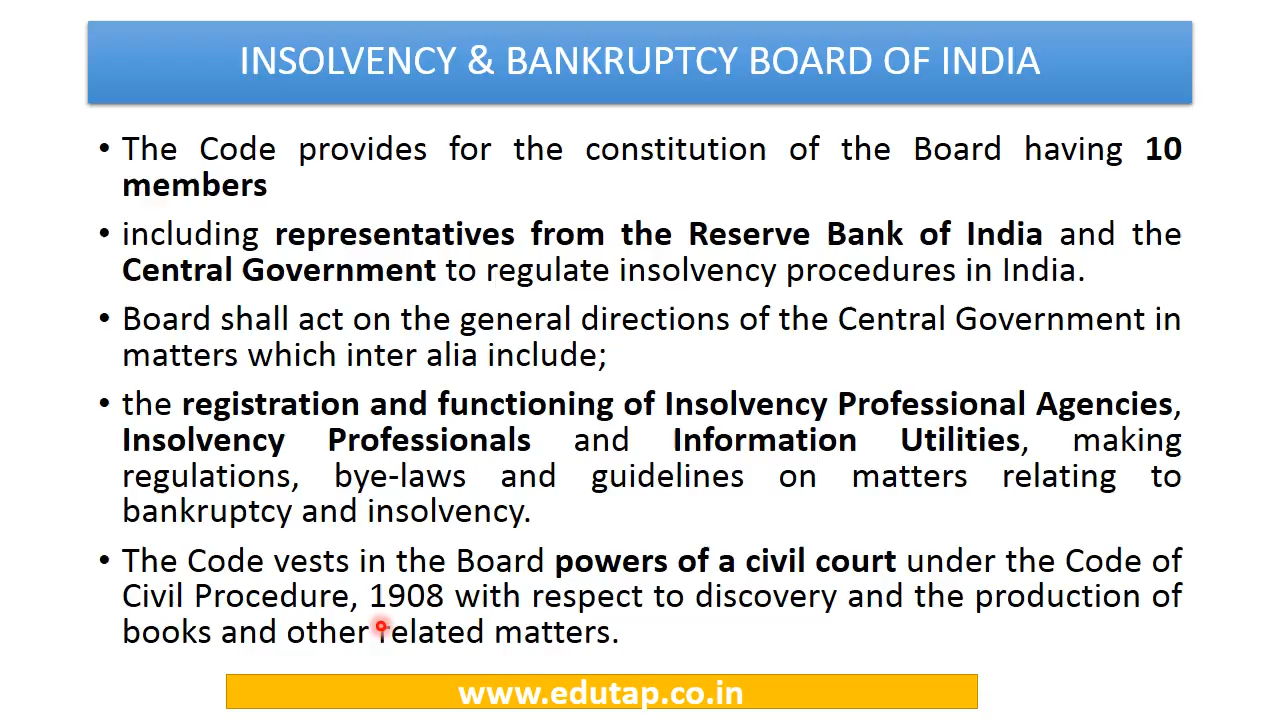 INSOLVENCY & BANKRUPTCY BOARD OF INDIA
• The Code provides for the constitution of the Board having 10
members
• including representatives from the Reserve Bank of India and the
Central Government to regulate insolvency procedures in India.
• Board shall act on the general directions of the Central Government in
matters which inter alia include;
• the registration and functioning of Insolvency Professional Agencies,
Insolvency Professionals and Information Utilities, making
regulations, bye-laws and guidelines on matters relating to
bankruptcy and insolvency.
• The Code vests in the Board powers of a civil court under the Code of
Civil Procedure, 1908 with respect to discovery and the production of
books and other related matters.
www.edutap.co.in